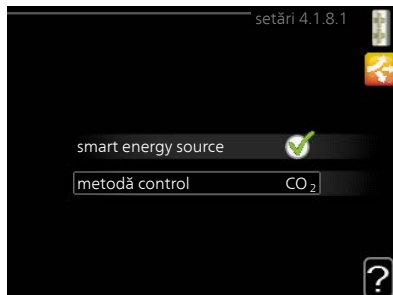 setări 4.1.8.1
smart energy source
metodă control CO₂
?